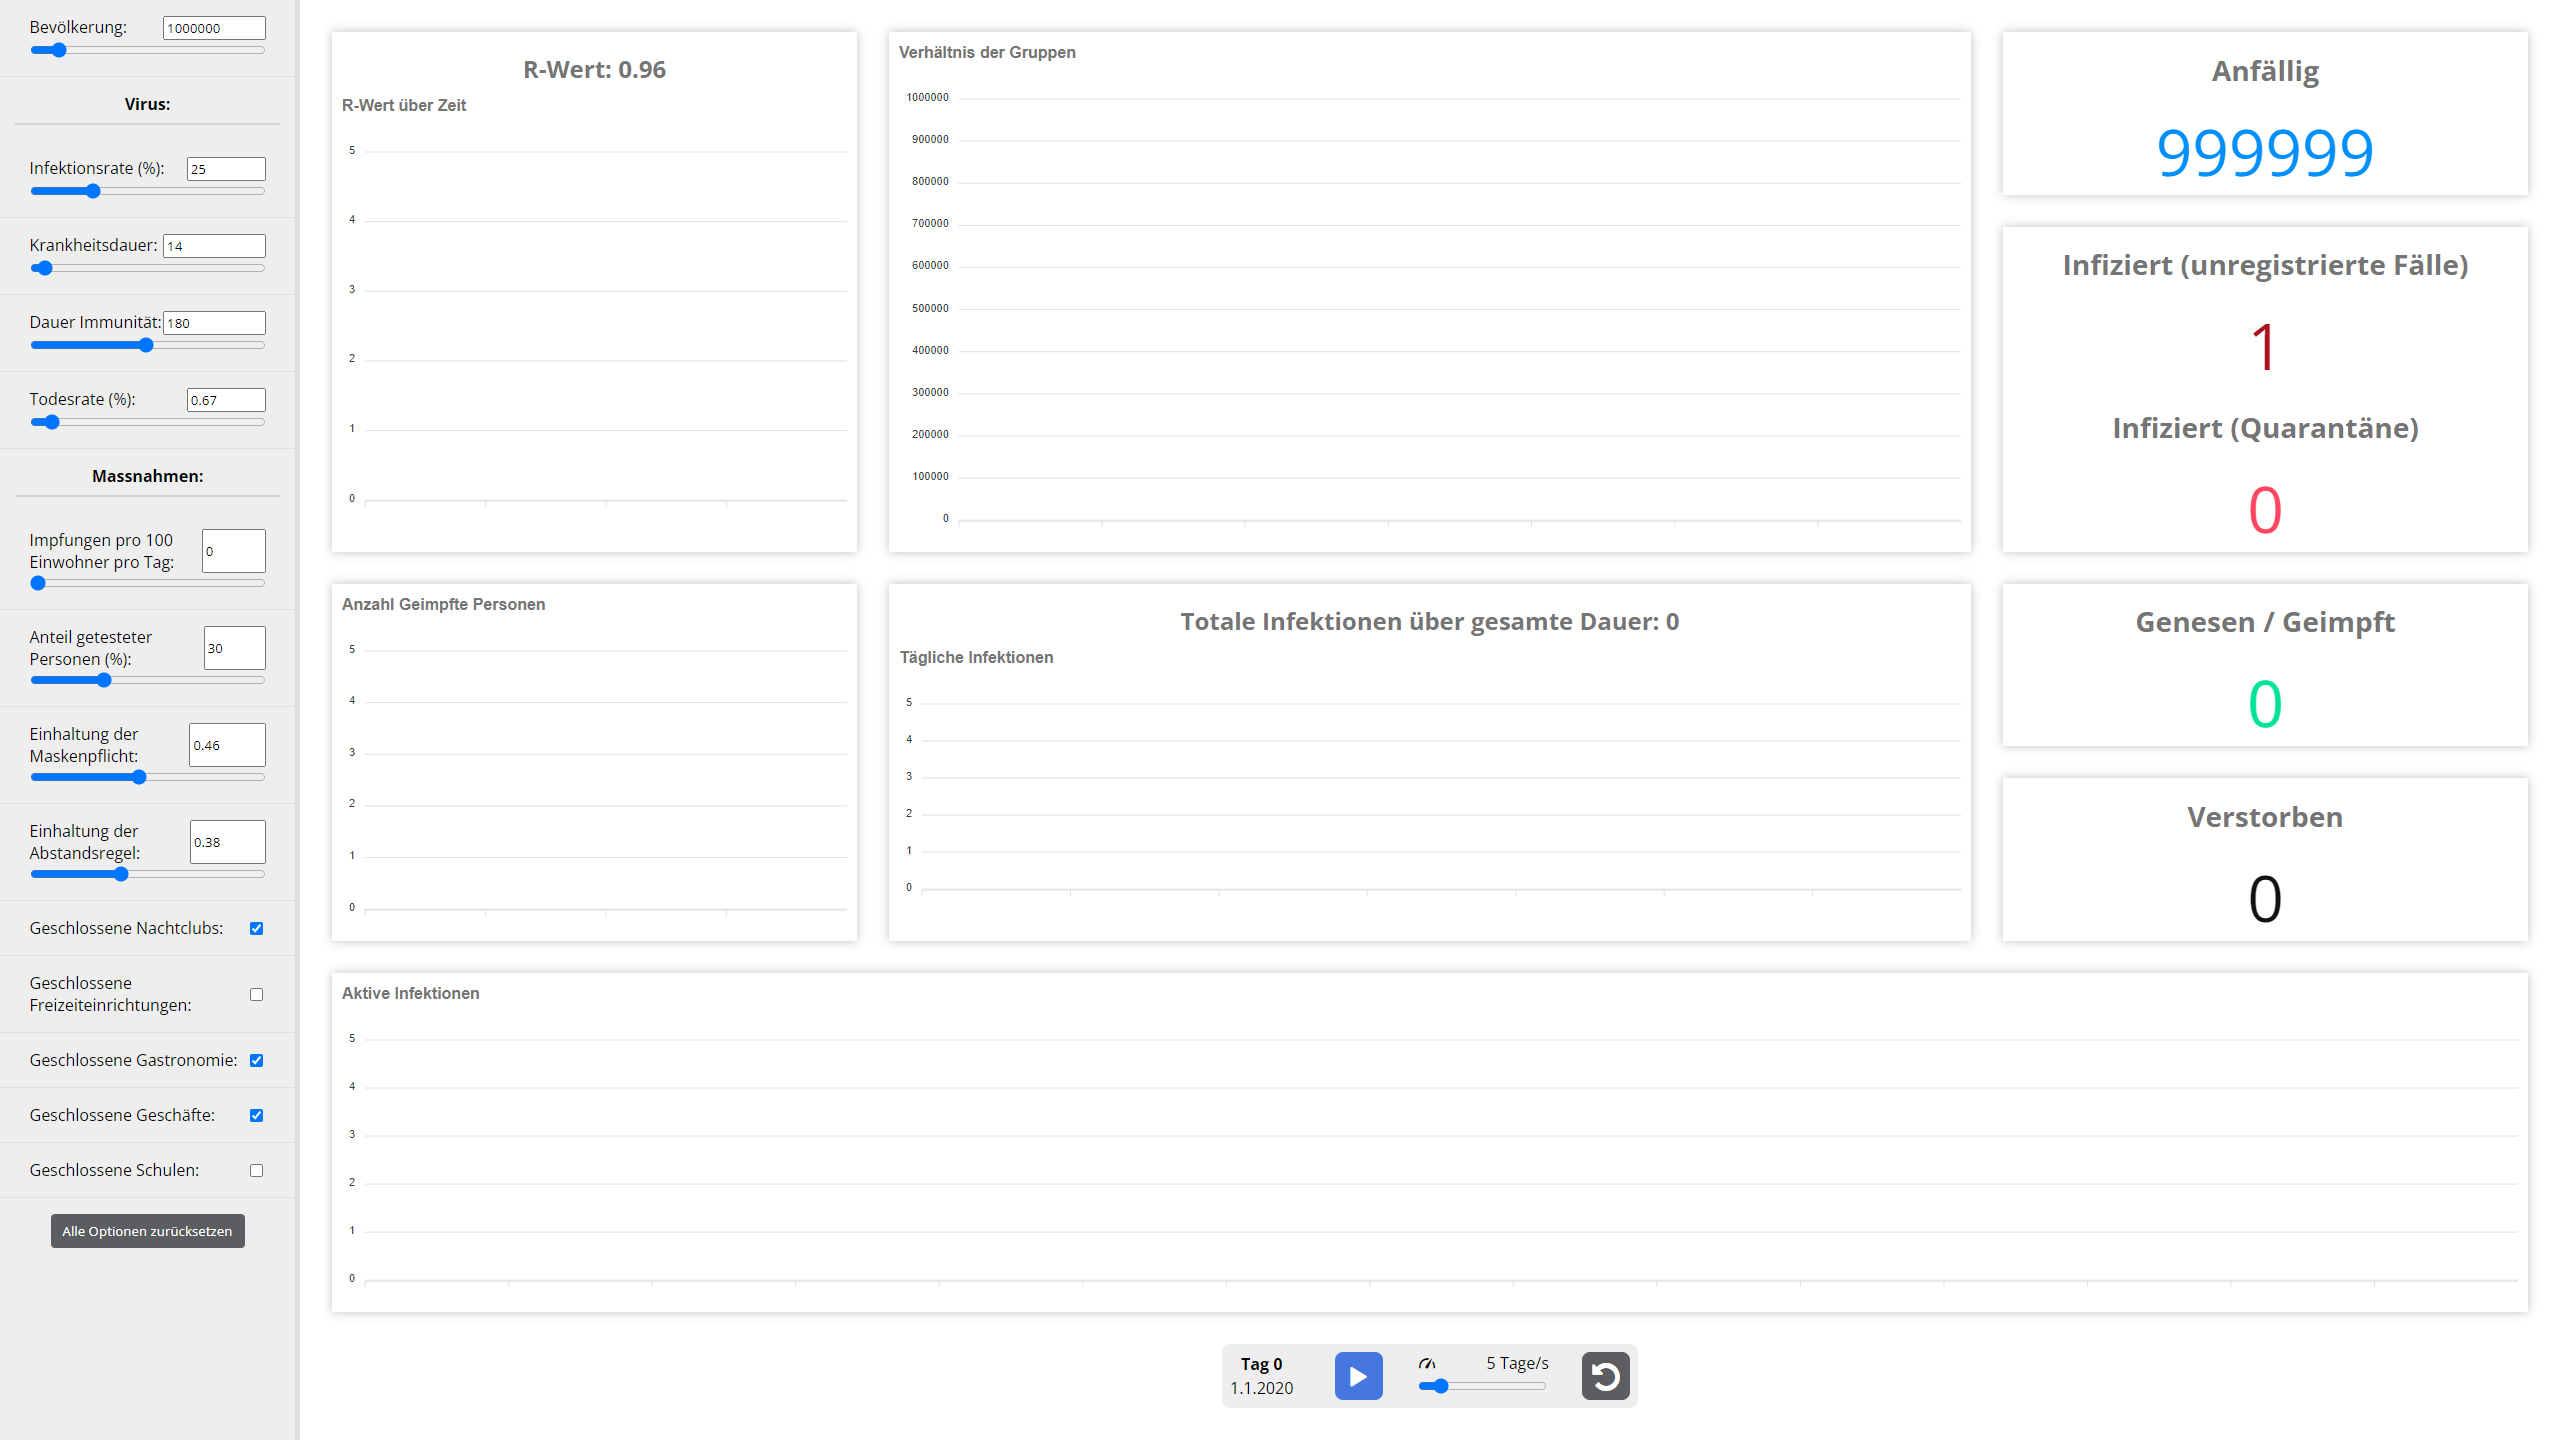 Bevölkerung: 1000000
Virus:
Infektionsrate (%): 25
Krankheitsdauer: 14
Dauer Immunität: 180
Todesrate (%): 0.67
Massnahmen:
Impfungen pro 100
Einwohner pro Tag: 0
Anteil getesteter
Personen (%): 30
Einhaltung der
Maskenpflicht: 0.46
Einhaltung der
Abstandsregel: 0.38
Geschlossene Nachtclubs:
Geschlossene
Freizeiteinrichtungen:
Geschlossene Gastronomie:
Geschlossene Geschäfte:
Geschlossene Schulen:
Alle Optionen zurücksetzen
R-Wert: 0.96
R-Wert über Zeit
5
4
3
2
1
0
Verhältnis der Gruppen
1000000
900000
800000
700000
600000
500000
400000
300000
200000
100000
0
Anfällig
999999
Infiziert (unregistrierte Fälle)
1
Infiziert (Quarantäne)
0
Anzahl Geimpfte Personen
5
4
3
2
1
0
Totale Infektionen über gesamte Dauer: 0
Tägliche Infektionen
5
4
3
2
1
0
Genesen / Geimpft
0
Verstorben
0
Aktive Infektionen
5
4
3
2
1
0
Tag 0
1.1.2020
5 Tage/s